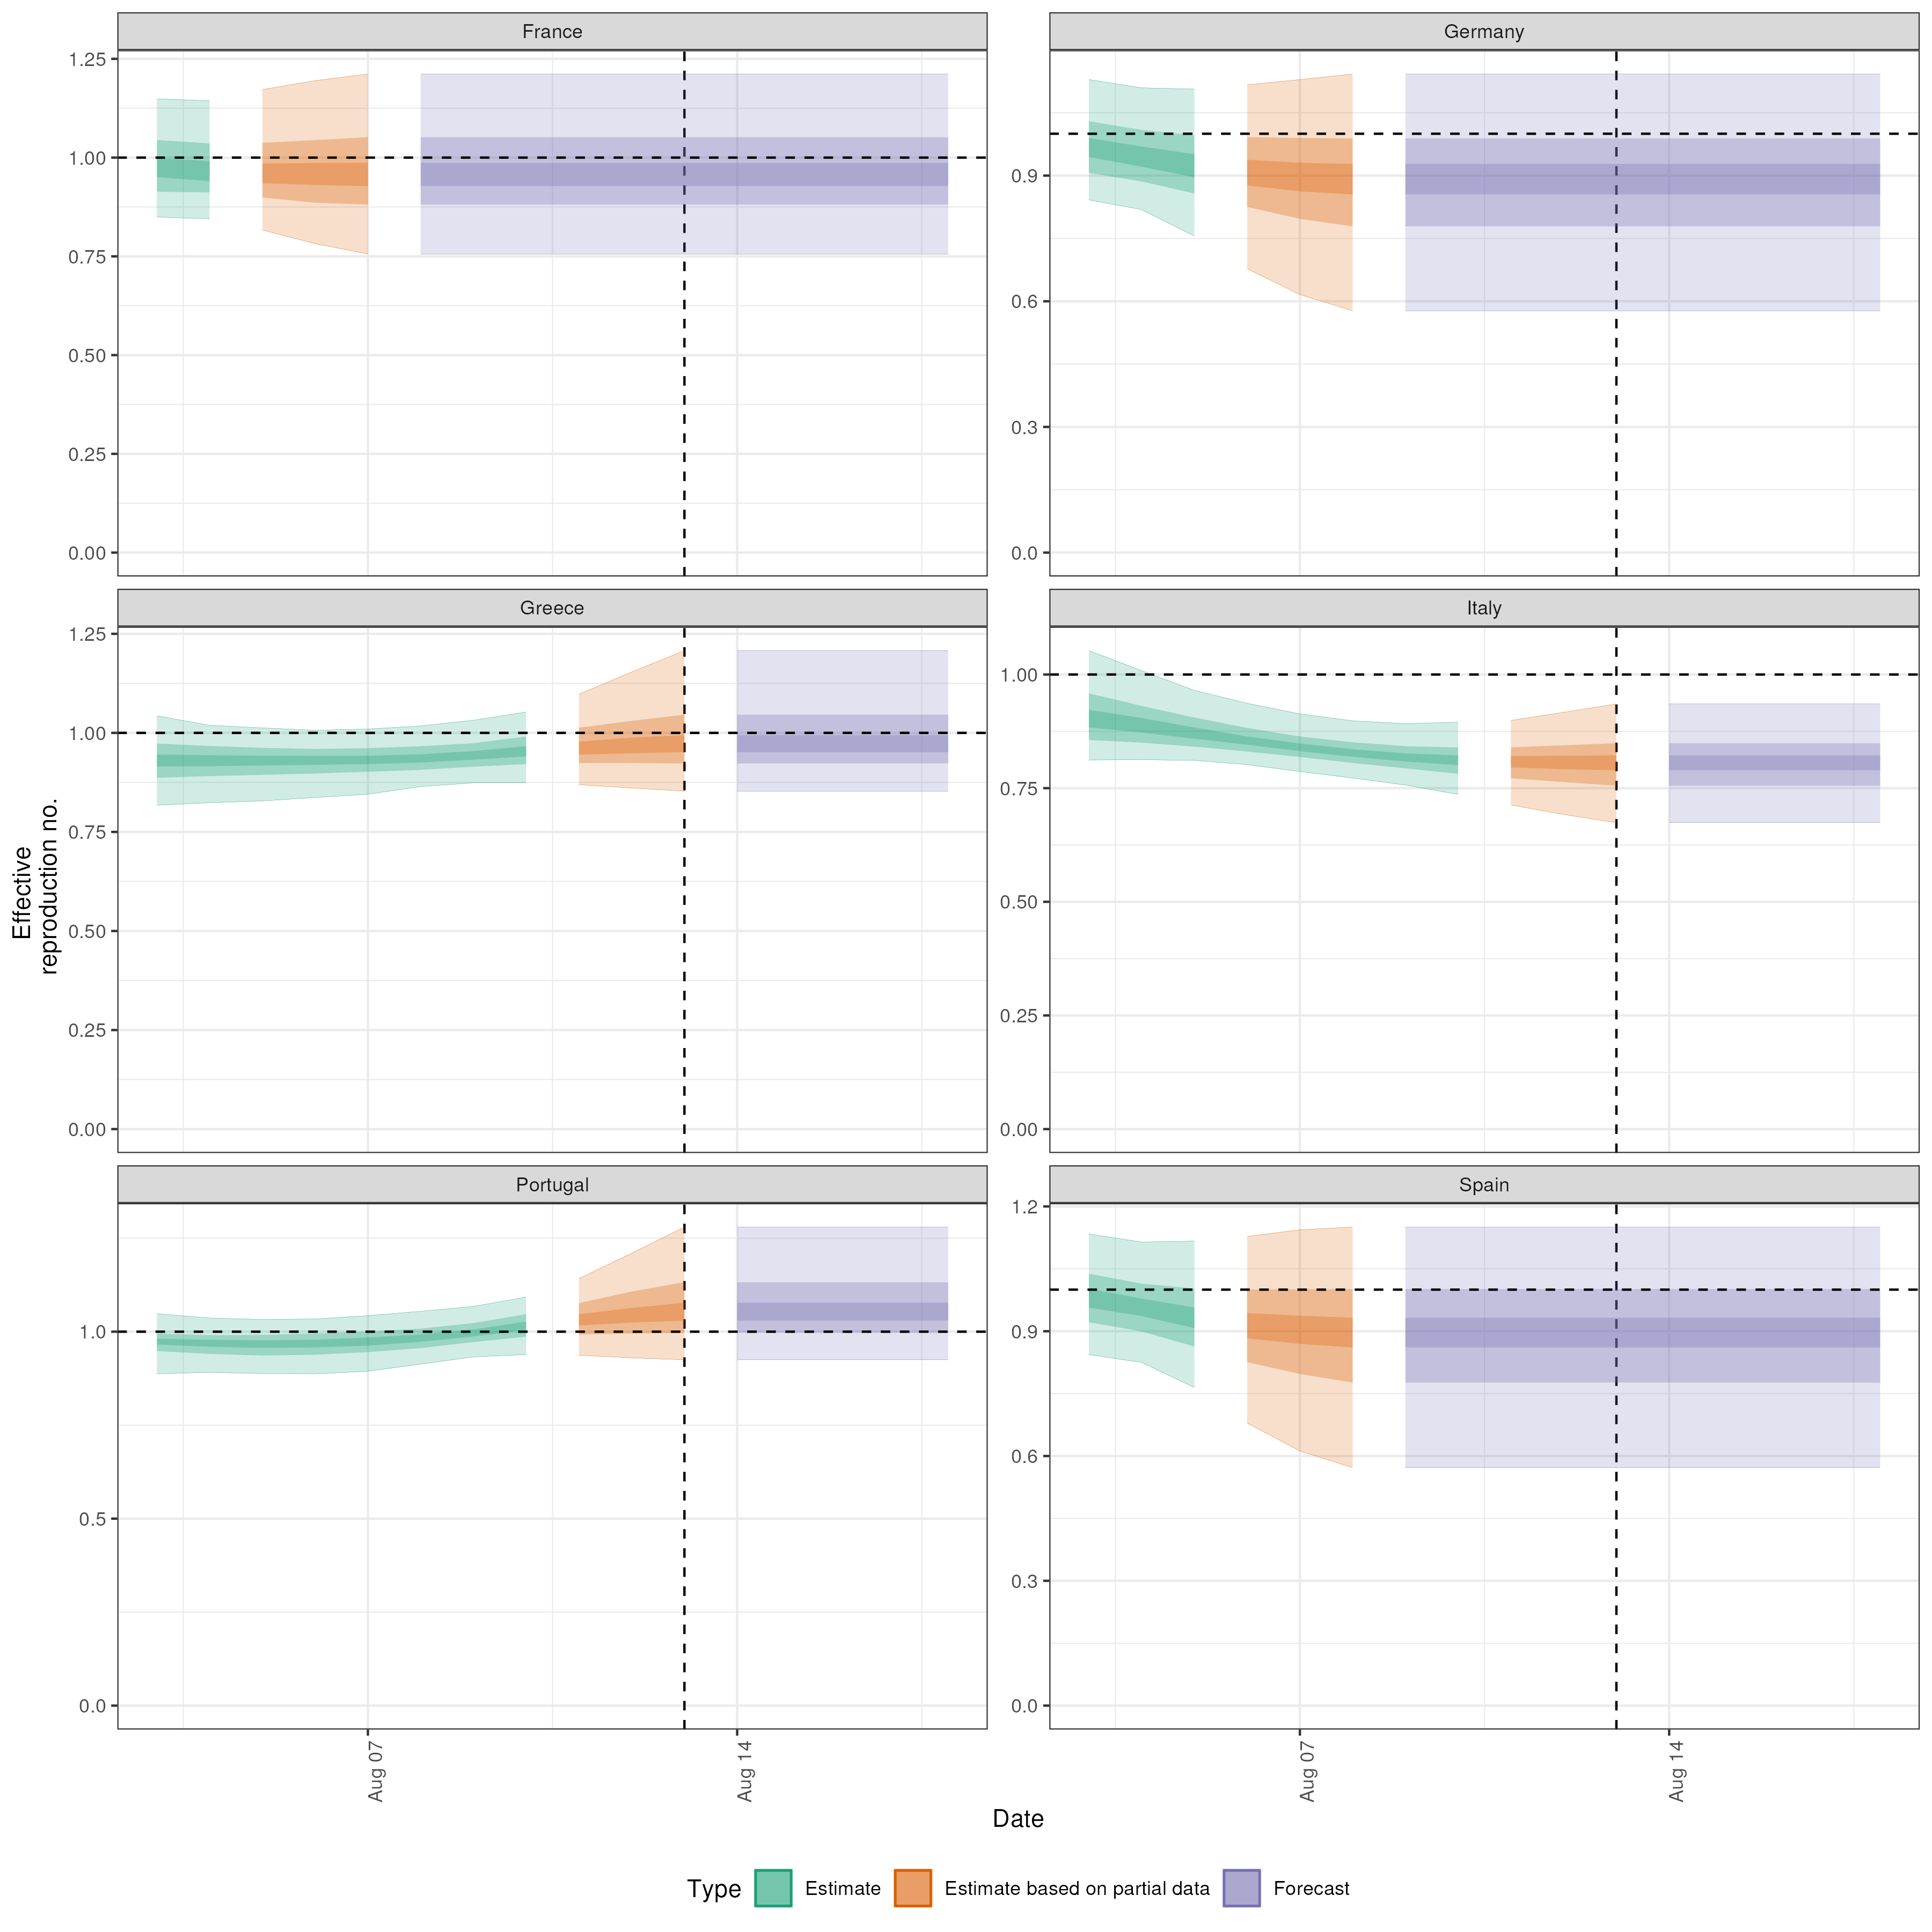 France
Germany
1.25
1.00
0.75
0.50
0.25
0.00
0.9
0.6
0.3
0.0
Greece
Italy
1.25
1.00
0.75
0.50
0.25
0.00
1.00
0.75
0.50
0.25
0.00
Effective
reproduction no.
Portugal
Spain
1.0
0.5
0.0
1.2
0.9
0.6
0.3
0.0
Aug 07
Aug 14
Aug 07
Aug 14
Date
Type Estimate Estimate based on partial data Forecast